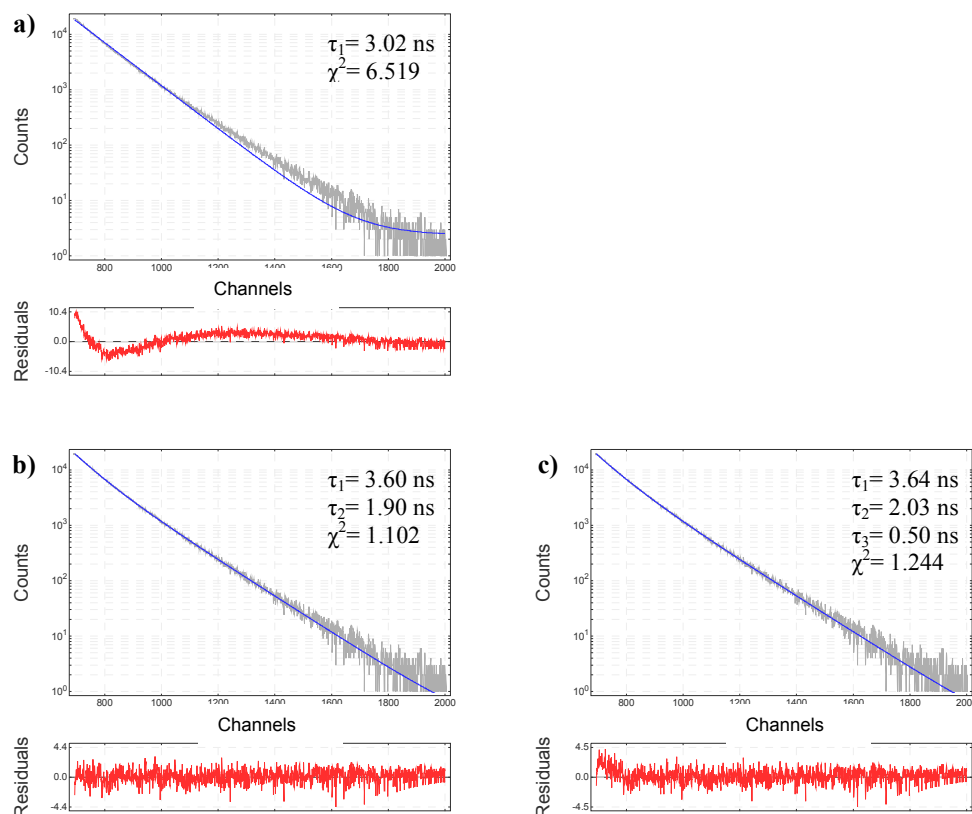 a)
τ₁= 3.02 ns
χ²= 6.519
Counts
10⁴
10³
10²
10¹
10⁰
800 1000 1200 1400 1600 1800 2000
Channels
Residuals
10.4
0.0
-10.4
b)
τ₁= 3.60 ns
τ₂= 1.90 ns
χ²= 1.102
Counts
10⁴
10³
10²
10¹
10⁰
800 1000 1200 1400 1600 1800 2000
Channels
Residuals
4.4
0.0
-4.4
c)
τ₁= 3.64 ns
τ₂= 2.03 ns
τ₃= 0.50 ns
χ²= 1.244
Counts
10⁴
10³
10²
10¹
10⁰
800 1000 1200 1400 1600 1800 2000
Channels
Residuals
4.5
0.0
-4.5